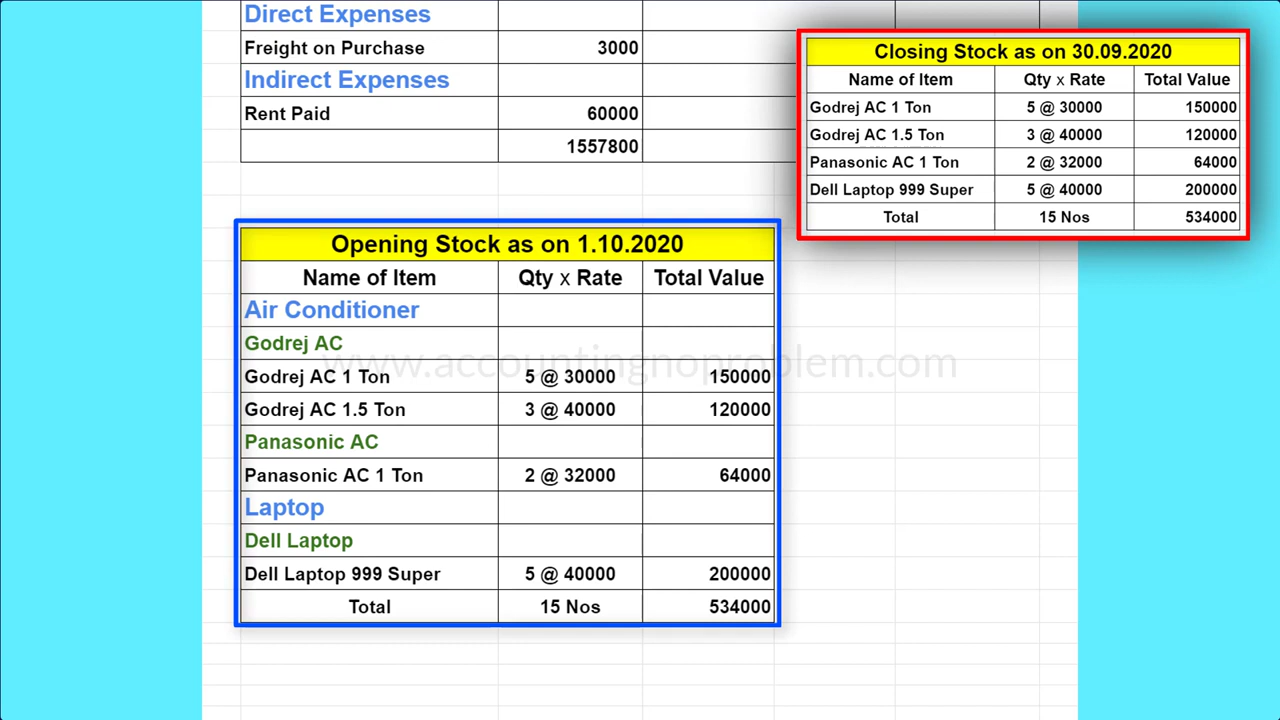 Direct Expenses
Freight on Purchase 3000
Indirect Expenses
Rent Paid 60000
1557800
Closing Stock as on 30.09.2020
Name of Item Qty x Rate Total Value
Godrej AC 1 Ton 5 @ 30000 150000
Godrej AC 1.5 Ton 3 @ 40000 120000
Panasonic AC 1 Ton 2 @ 32000 64000
Dell Laptop 999 Super 5 @ 40000 200000
Total 15 Nos 534000
Opening Stock as on 1.10.2020
Name of Item Qty x Rate Total Value
Air Conditioner
Godrej AC
www.accountingnoproblem.com
Godrej AC 1 Ton 5 @ 30000 150000
Godrej AC 1.5 Ton 3 @ 40000 120000
Panasonic AC
Panasonic AC 1 Ton 2 @ 32000 64000
Laptop
Dell Laptop
Dell Laptop 999 Super 5 @ 40000 200000
Total 15 Nos 534000